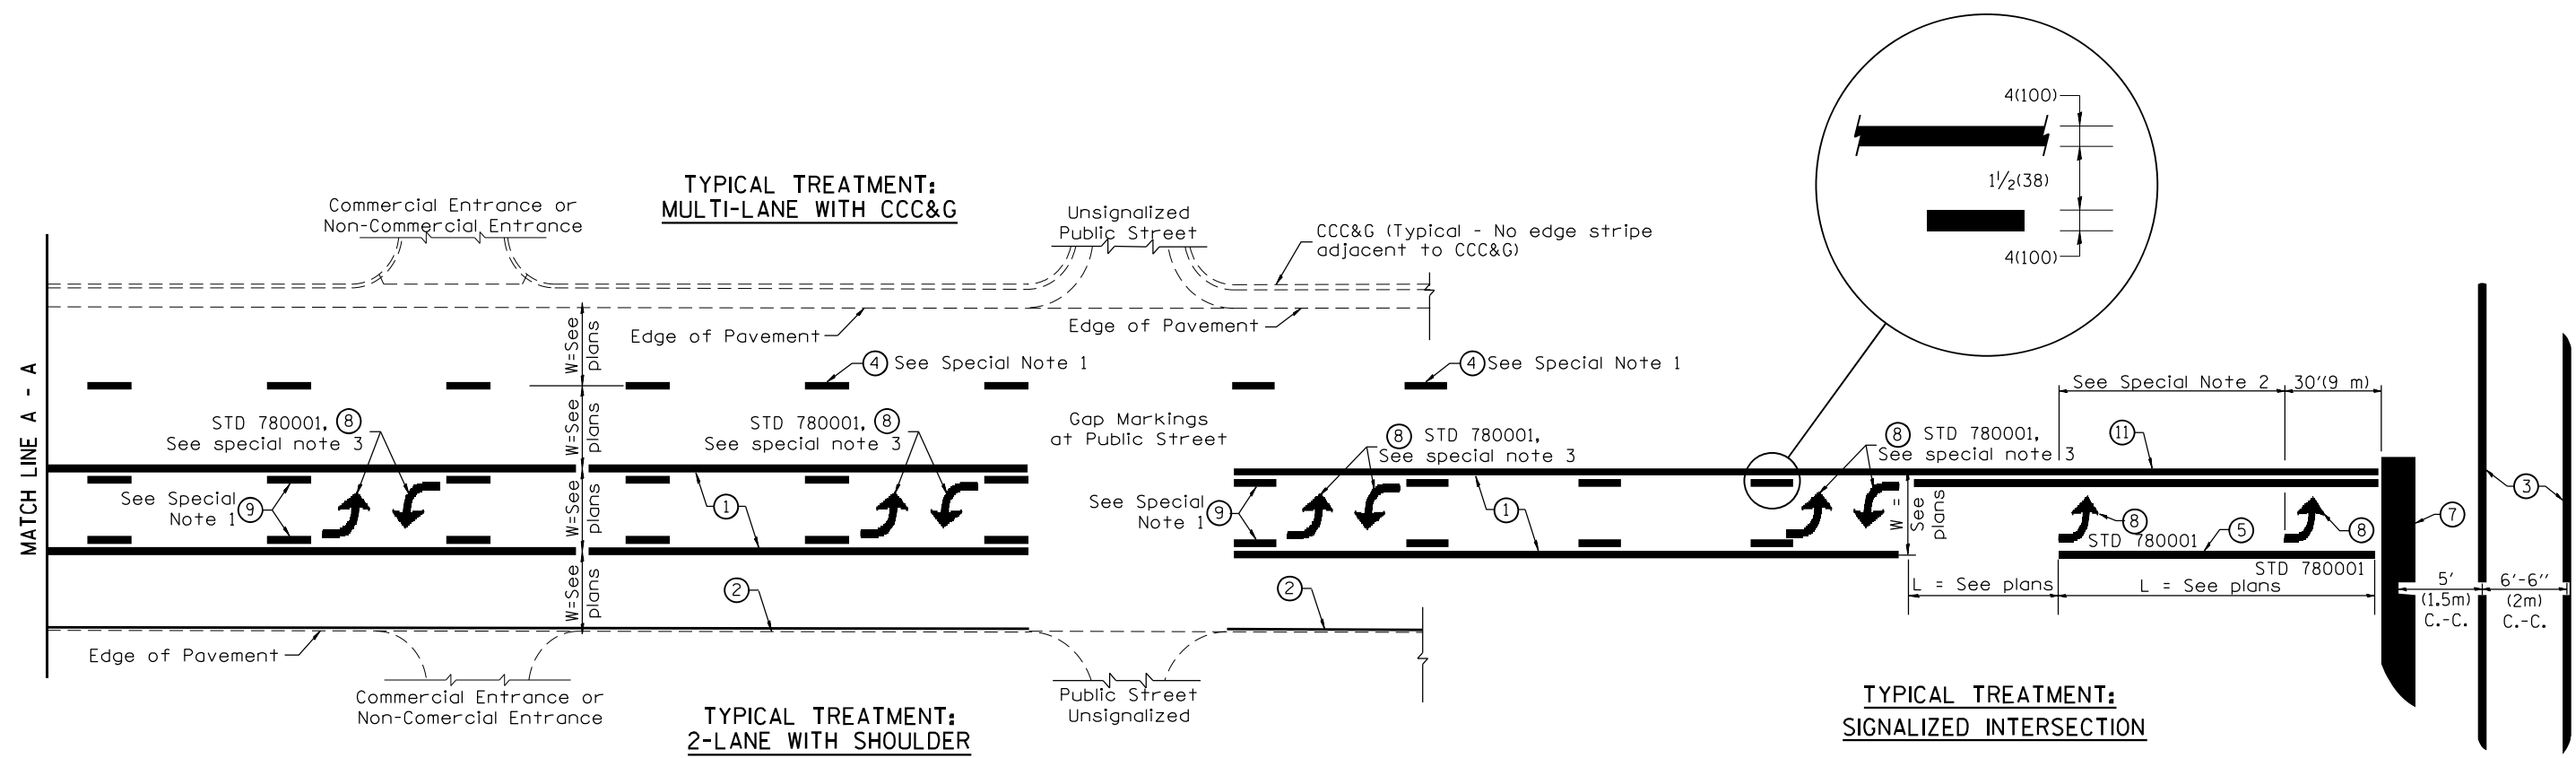 MATCH LINE A - A
TYPICAL TREATMENT:
MULTI-LANE WITH CCC&G
Commercial Entrance or
Non-Commercial Entrance
Unsignalized
Public Street
CCC&G (Typical - No edge stripe
adjacent to CCC&G)
4(100)
1½(38)
4(100)
Edge of Pavement
Edge of Pavement
W=See
plans
4 See Special Note 1
4 See Special Note 1
W=See
plans
STD 780001, 8
See special note 3
STD 780001, 8
See special note 3
Gap Markings
at Public Street
8 STD 780001,
See special note 3
8 STD 780001,
See special note 3
See Special Note 2
30'(9 m)
11
See Special
Note 1 9
W=See
plans
1
See Special
Note 1 9
1
W =
See
plans
8
STD 780001
5
8
STD 780001
7
3
2
W=See
plans
2
L = See plans
L = See plans
5'
(1.5m)
C.-C.
6'-6"
(2m)
C.-C.
Edge of Pavement
Commercial Entrance or
Non-Comercial Entrance
Public Street
Unsignalized
TYPICAL TREATMENT:
2-LANE WITH SHOULDER
TYPICAL TREATMENT:
SIGNALIZED INTERSECTION